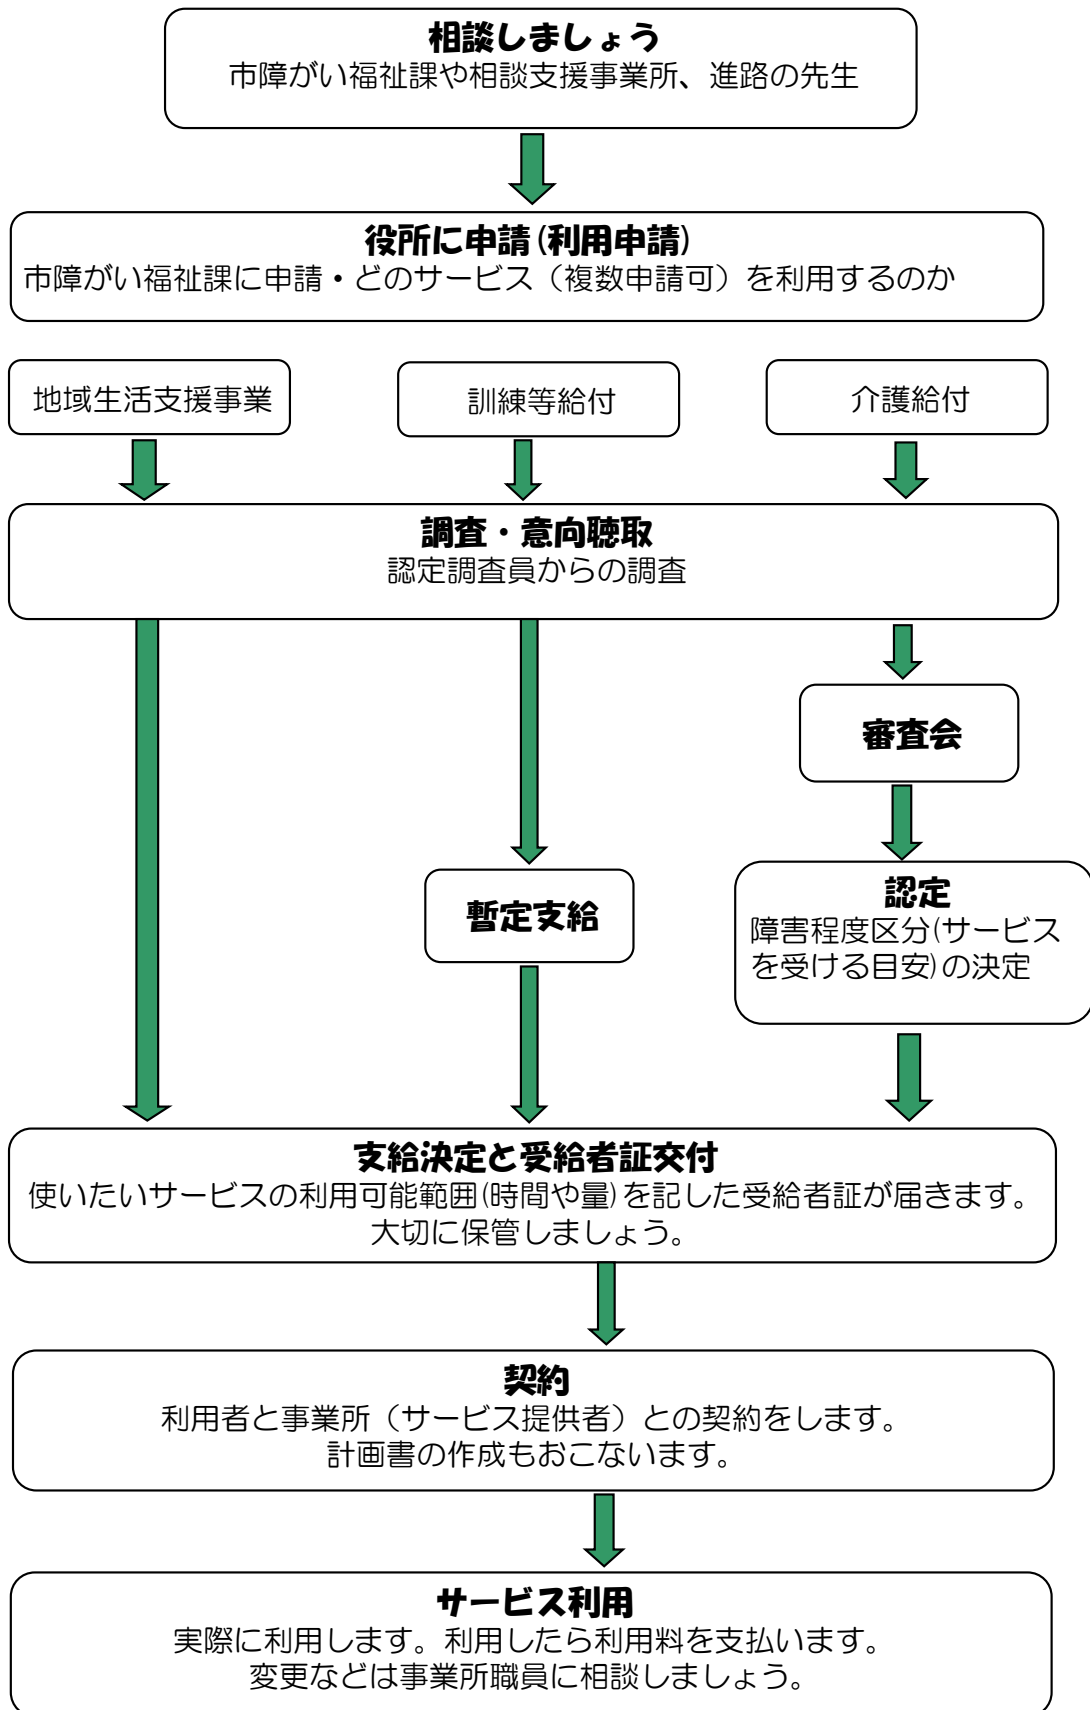 相談しましょう
市障がい福祉課や相談支援事業所、進路の先生
役所に申請(利用申請)
市障がい福祉課に申請・どのサービス（複数申請可）を利用するのか
地域生活支援事業
訓練等給付
介護給付
調査・意向聴取
認定調査員からの調査
審査会
暫定支給
認定
障害程度区分(サービス
を受ける目安)の決定
支給決定と受給者証交付
使いたいサービスの利用可能範囲(時間や量)を記した受給者証が届きます。
大切に保管しましょう。
契約
利用者と事業所（サービス提供者）との契約をします。
計画書の作成もおこないます。
サービス利用
実際に利用します。利用したら利用料を支払います。
変更などは事業所職員に相談しましょう。